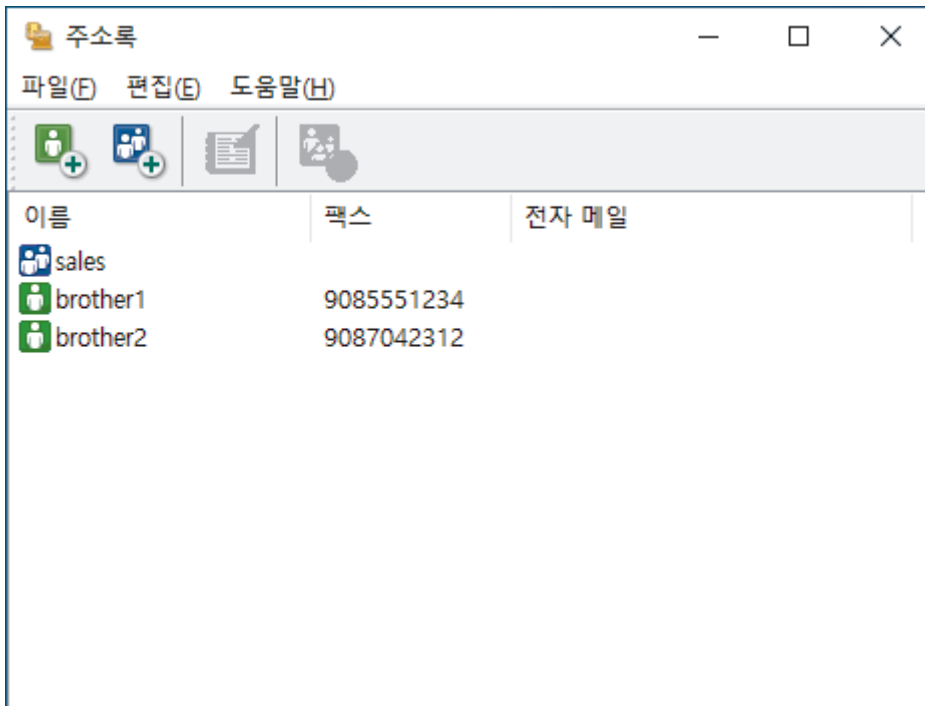 주소록
파일(F) 편집(E) 도움말(H)
이름 팩스 전자 메일
sales
brother1 9085551234
brother2 9087042312